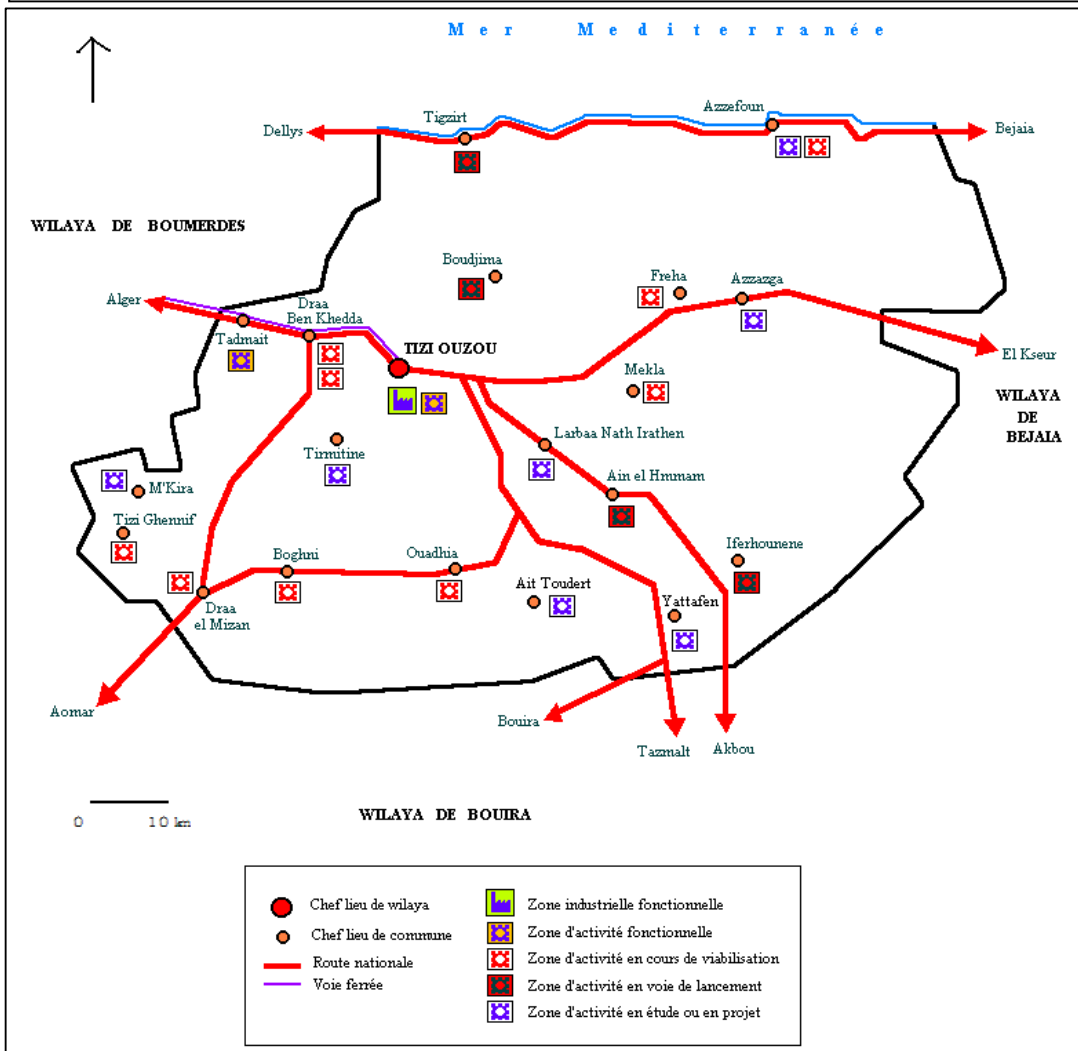 Mer Mediterranée
Tigzirt
Azzefoun
Dellys
Bejaia
WILAYA DE BOUMERDES
Boudjima
Freha
Azzazga
Alger
Draa
Ben Khedda
Tadmait
TIZI OUZOU
El Kseur
Mekla
WILAYA
DE
BEJAIA
Tirmitine
Larbaa Nath Irathen
M'Kira
Ain el Hmmam
Tizi Ghennif
Iferhounene
Boghni
Ouadhia
Ait Toudert
Yattafen
Draa
el Mizan
Aomar
Bouira
Tazmalt
Akbou
0 10 km
WILAYA DE BOUIRA
Chef lieu de wilaya
Chef lieu de commune
Route nationale
Voie ferrée
Zone industrielle fonctionnelle
Zone d'activité fonctionnelle
Zone d'activité en cours de viabilisation
Zone d'activité en voie de lancement
Zone d'activité en étude ou en projet